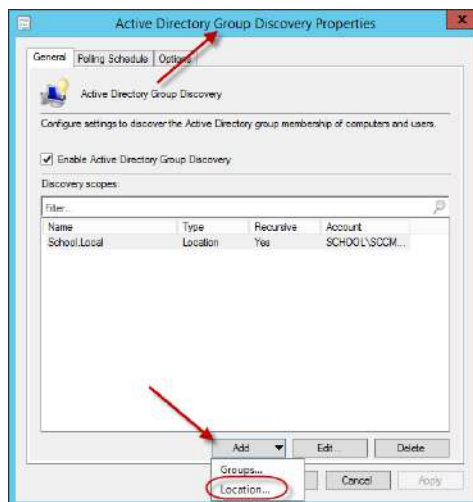 Active Directory Group Discovery Properties
x
General Polling Schedule Options
Active Directory Group Discovery
Configure settings to discover the Active Directory group membership of computers and users.
Enable Active Directory Group Discovery
Discovery scopes:
Filter...
Name Type Recursive Account
School.Local Location Yes SCHOOL\SCCM...
Add Edit... Delete
Groups...
Location...
Cancel Apply